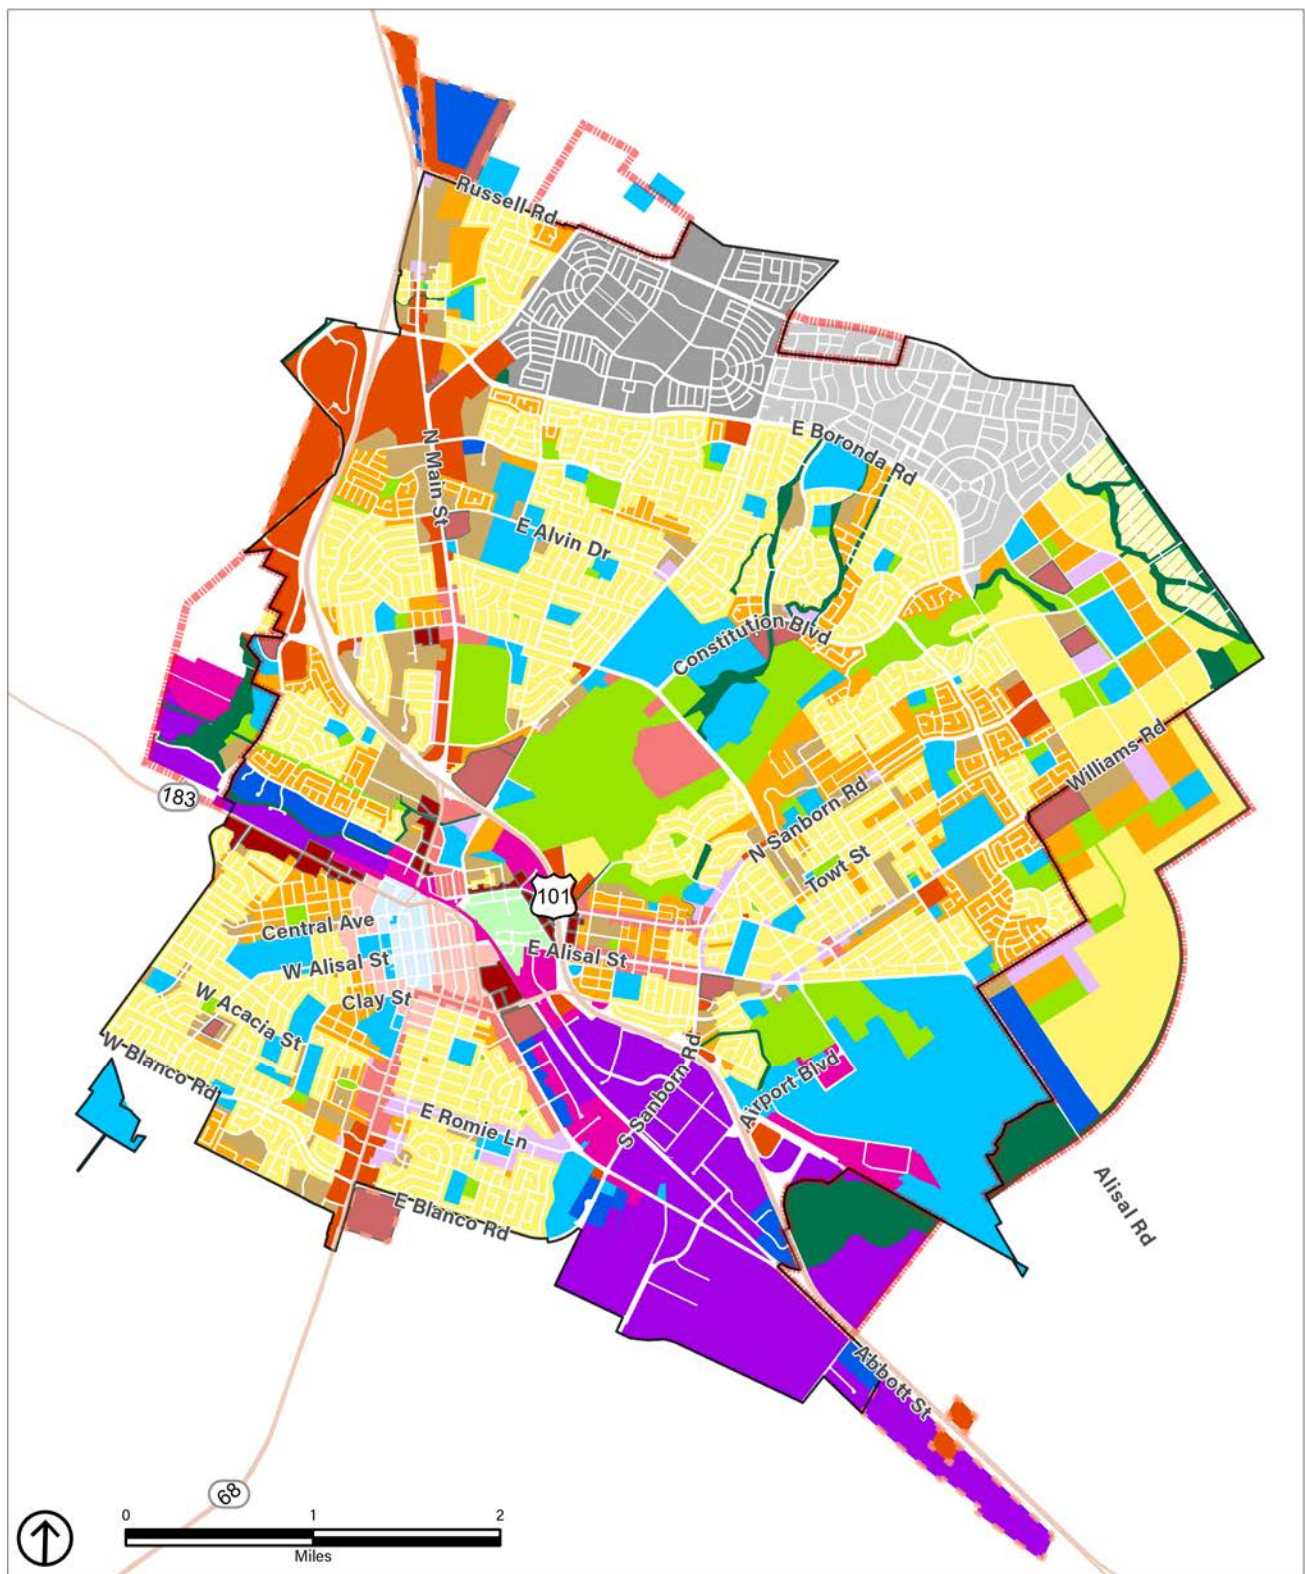 Russell Rd
N Main St
E Boronda Rd
E Alvin Dr
Constitution Blvd
Williams Rd
183
N Sanborn Rd
Towt St
101
Central Ave
E Alisal St
W Alisal St
Clay St
W Acacia St
W Blanco Rd
S Sanborn Rd
Airport Blvd
E Romie Ln
E Blanco Rd
Alisal Rd
Abbott St
68
0 1 2
Miles